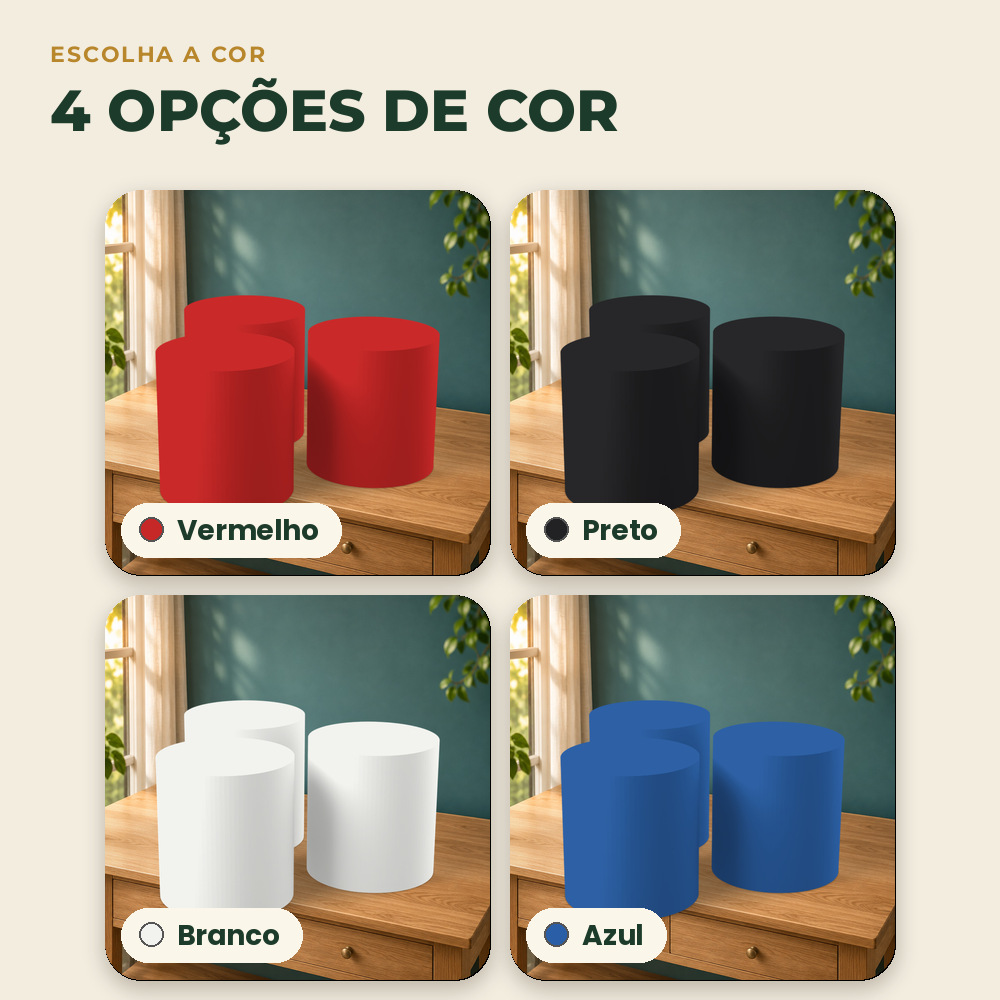 ESCOLHA A COR
4 OPÇÕES DE COR
Vermelho
Preto
Branco
Azul